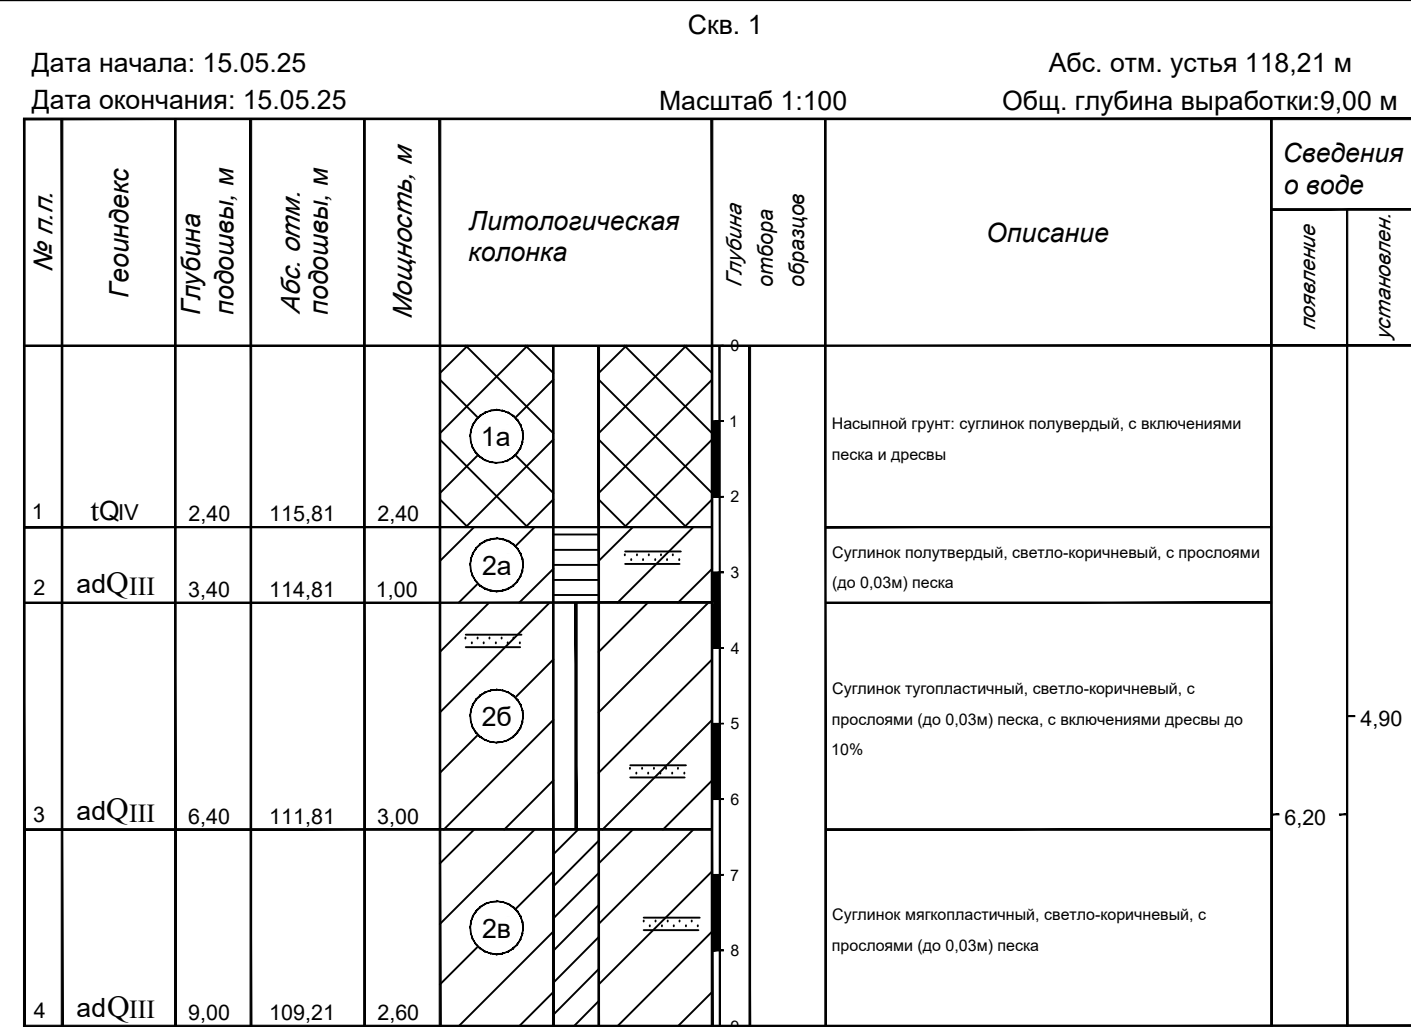 Скв. 1
Дата начала: 15.05.25
Абс. отм. устья 118,21 м
Дата окончания: 15.05.25
Масштаб 1:100
Общ. глубина выработки:9,00 м
№ п.п.
Геоиндекс
Глубина
подошвы, м
Абс. отм.
подошвы, м
Мощность, м
Литологическая
колонка
Глубина
отбора
образцов
Описание
Сведения
о воде
появление
установлен.
0
1
2
3
4
5
6
7
8
9
1
tQIV
2,40
115,81
2,40
1а
Насыпной грунт: суглинок полувердый, с включениями
песка и дресвы
2
adQIII
3,40
114,81
1,00
2а
Суглинок полутвердый, светло-коричневый, с прослоями
(до 0,03м) песка
3
adQIII
6,40
111,81
3,00
2б
Суглинок тугопластичный, светло-коричневый, с
прослоями (до 0,03м) песка, с включениями дресвы до
10%
6,20
4,90
4
adQIII
9,00
109,21
2,60
2в
Суглинок мягкопластичный, светло-коричневый, с
прослоями (до 0,03м) песка